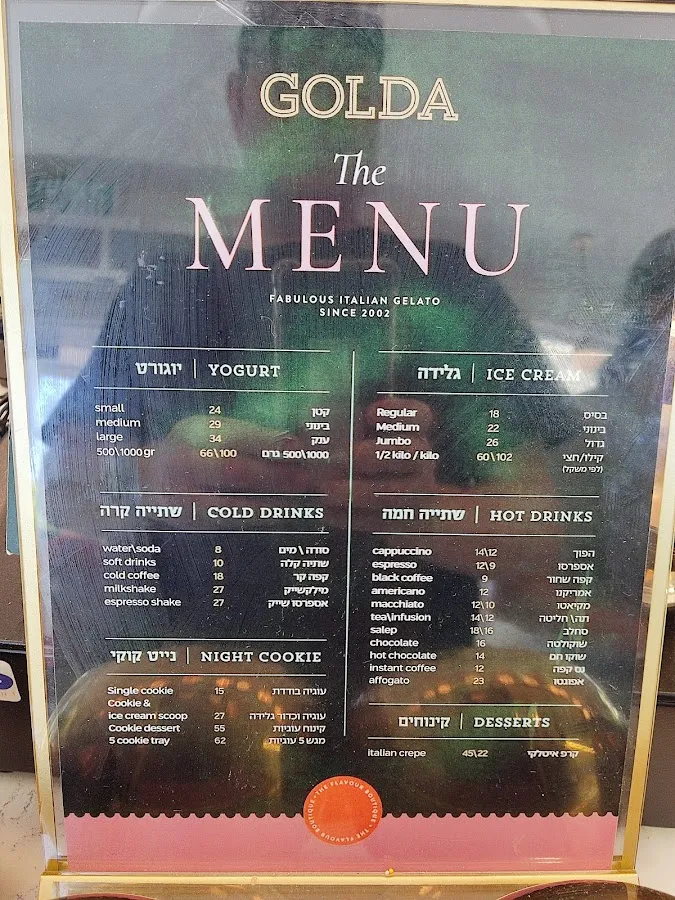 GOLDA
The
MENU
FABULOUS ITALIAN GELATO
SINCE 2002
יוגורט | YOGURT
small 24 קטן
medium 29 בינוני
large 34 ענק
500\1000 gr 66\100 500\1000 גרם
שתייה קרה | COLD DRINKS
water\soda 8 סודה \ מים
soft drinks 10 שתיה קלה
cold coffee 18 קפה קר
milkshake 27 מילקשייק
espresso shake 27 אספרסו שייק
נייט קוקי | NIGHT COOKIE
Single cookie 15 עוגיה בודדת
Cookie &
ice cream scoop 27 עוגיה וכדור גלידה
Cookie dessert 55 קינוח עוגיות
5 cookie tray 62 מגש 5 עוגיות
גלידה | ICE CREAM
Regular 18 בסיס
Medium 22 בינוני
Jumbo 26 גדול
1/2 kilo / kilo 60\102 קילו/חצי
(לפי משקל)
שתייה חמה | HOT DRINKS
cappuccino 14\12 הפוך
espresso 12\9 אספרסו
black coffee 9 קפה שחור
americano 12 אמריקנו
macchiato 12\10 מקיאטו
tea\infusion 14\12 תה\ חליטה
salep 18\16 סחלב
chocolate 16 שוקולטה
hot chocolate 14 שוקו חם
instant coffee 12 נס קפה
affogato 23 אפוגטו
קינוחים | DESSERTS
italian crepe 45\22 קרפ איטלקי
THE FLAVOUR BOUTIQUE • THE FLAVOUR BOUTIQUE •